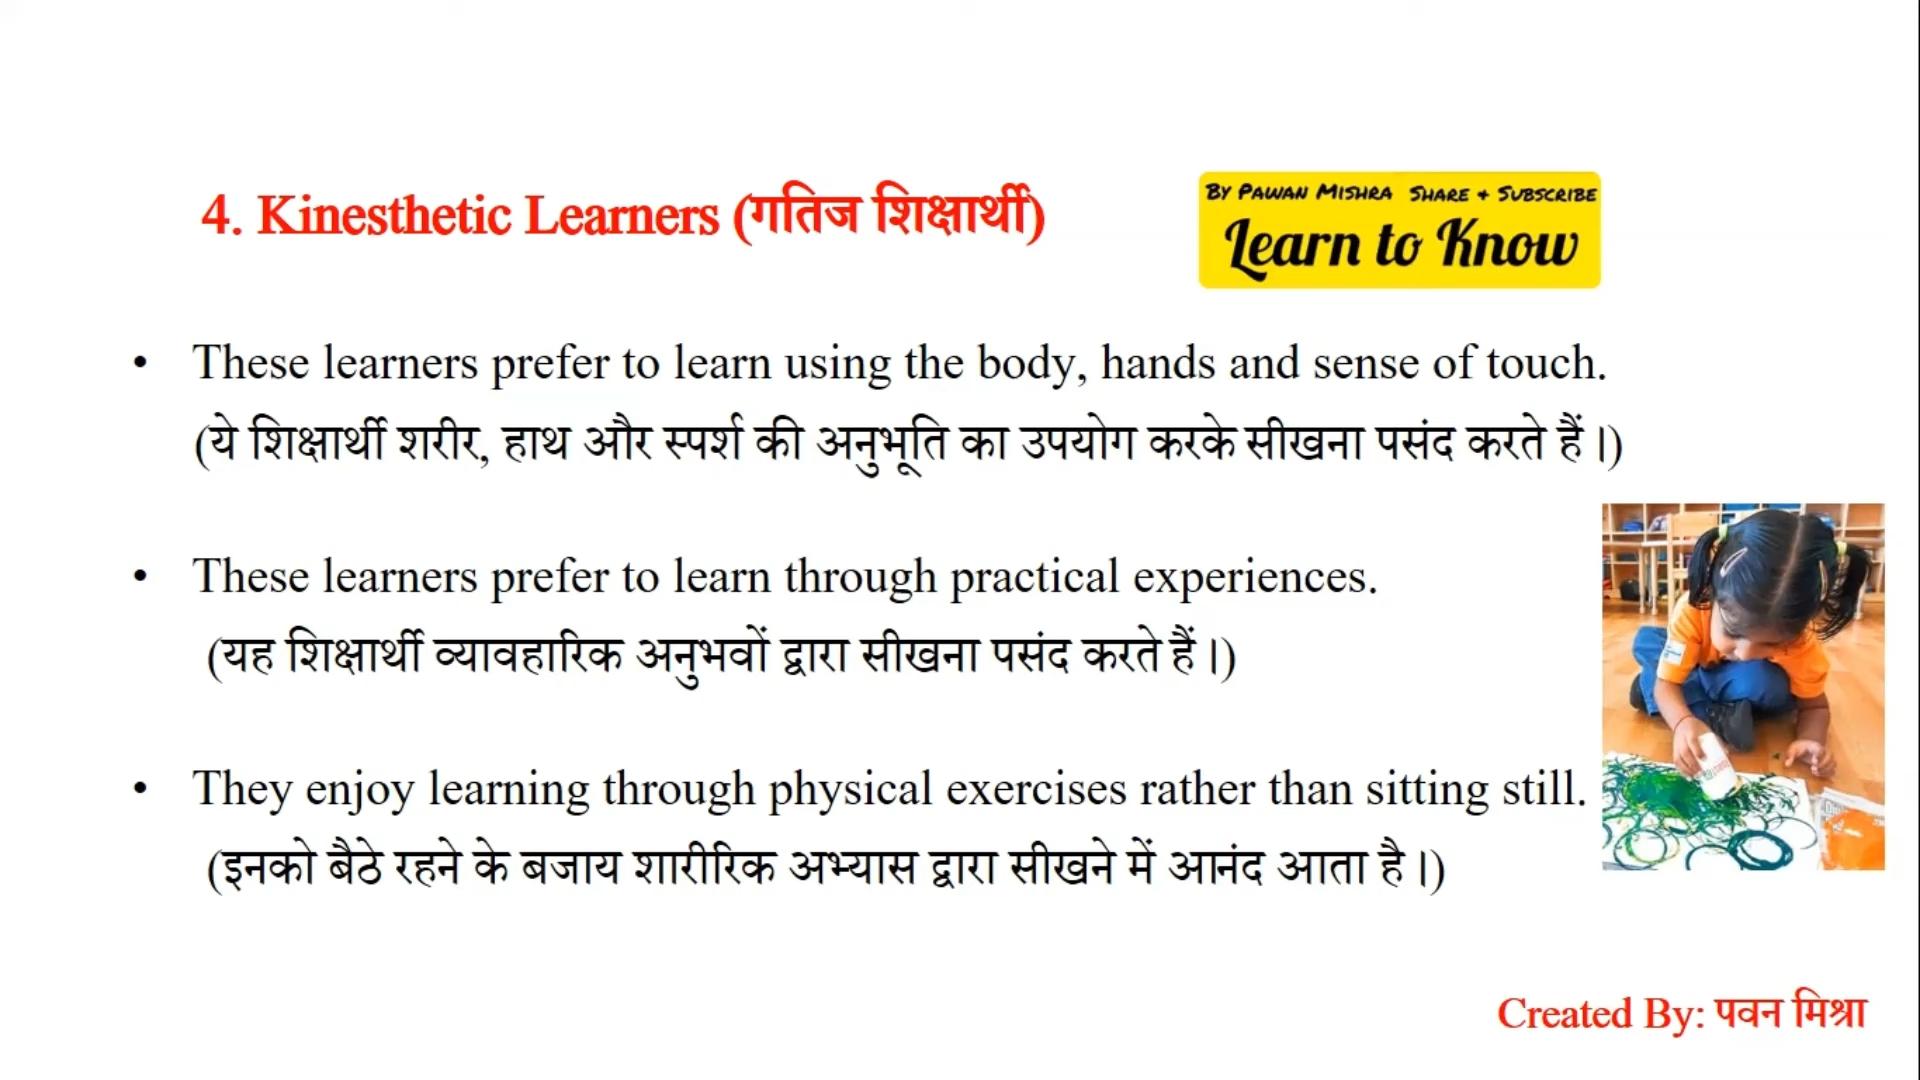 4. Kinesthetic Learners (गतिज शिक्षार्थी)
By Pawan Mishra Share + Subscribe
Learn to Know
• These learners prefer to learn using the body, hands and sense of touch.
(ये शिक्षार्थी शरीर, हाथ और स्पर्श की अनुभूति का उपयोग करके सीखना पसंद करते हैं।)
• These learners prefer to learn through practical experiences.
(यह शिक्षार्थी व्यावहारिक अनुभवों द्वारा सीखना पसंद करते हैं।)
• They enjoy learning through physical exercises rather than sitting still.
(इनको बैठे रहने के बजाय शारीरिक अभ्यास द्वारा सीखने में आनंद आता है।)
Created By: पवन मिश्रा